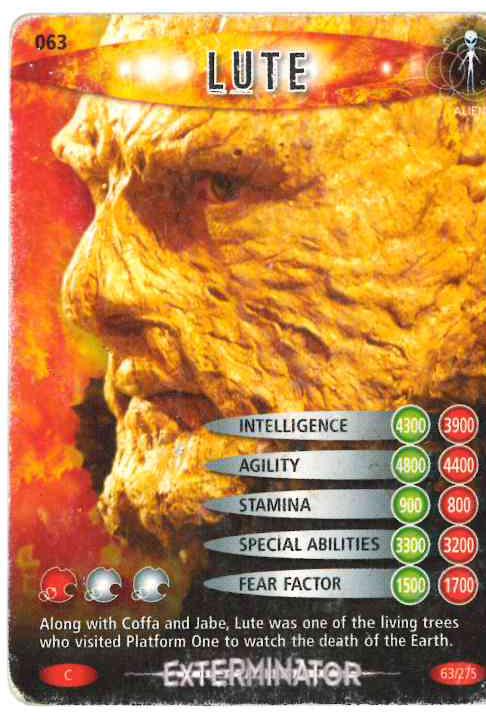 063
LUTE
ALIEN
INTELLIGENCE 4300 3900
AGILITY 4800 4400
STAMINA 900 800
SPECIAL ABILITIES 3300 3200
FEAR FACTOR 1500 1700
Along with Coffa and Jabe, Lute was one of the living trees
who visited Platform One to watch the death of the Earth.
C EXTERMINATOR 63/275